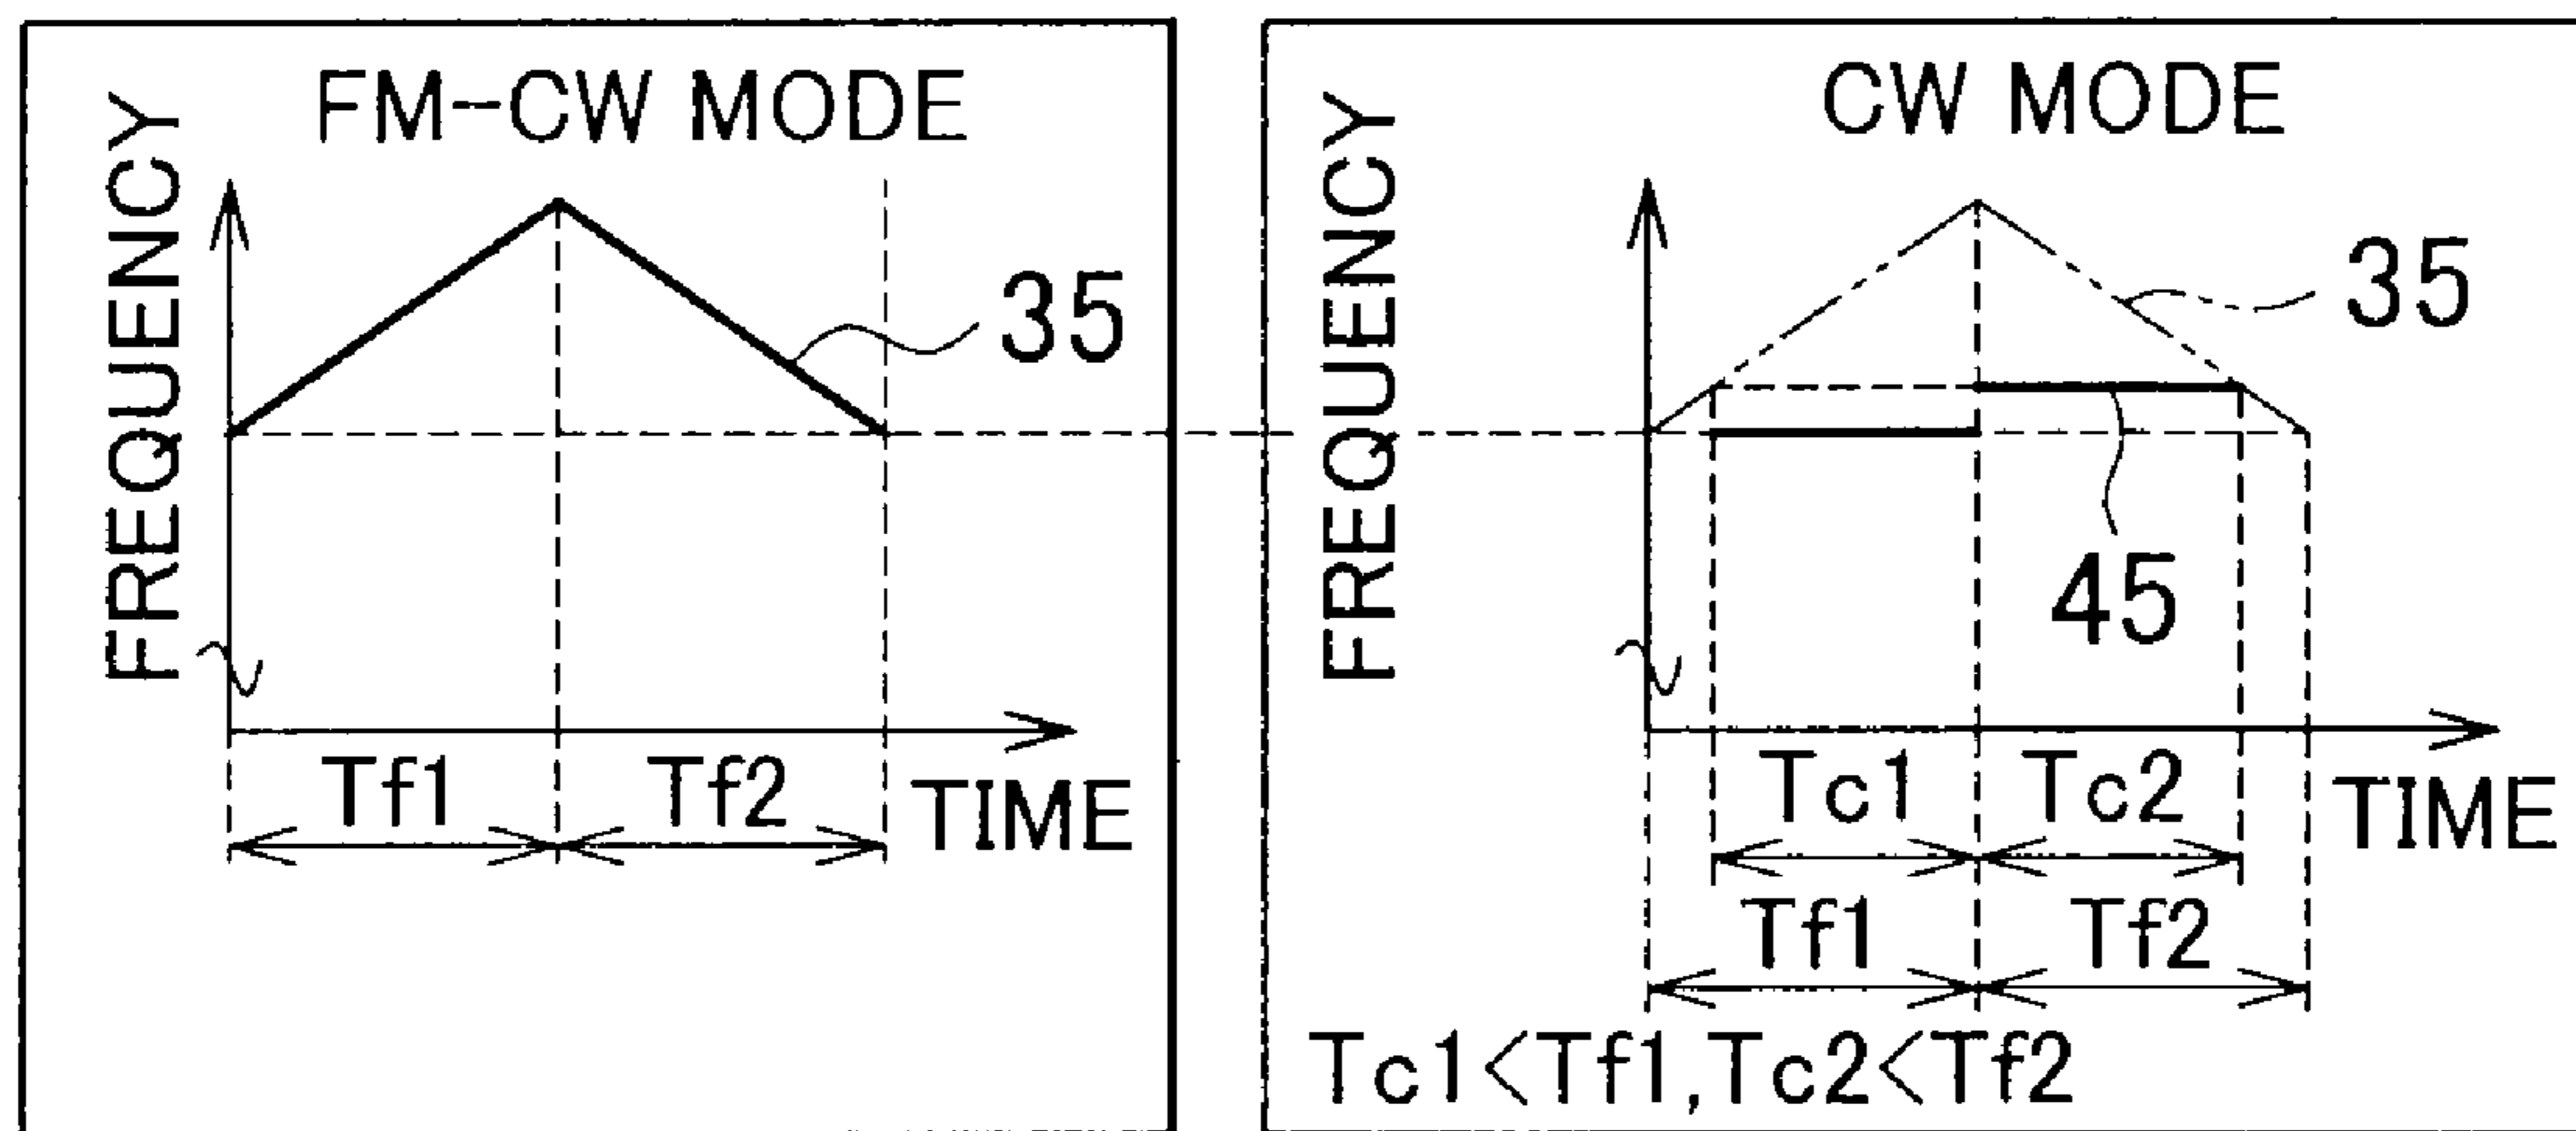 FM-CW MODE
FREQUENCY
35
Tf1
Tf2
TIME
CW MODE
FREQUENCY
35
45
Tc1
Tc2
TIME
Tf1
Tf2
Tc1<Tf1,Tc2<Tf2